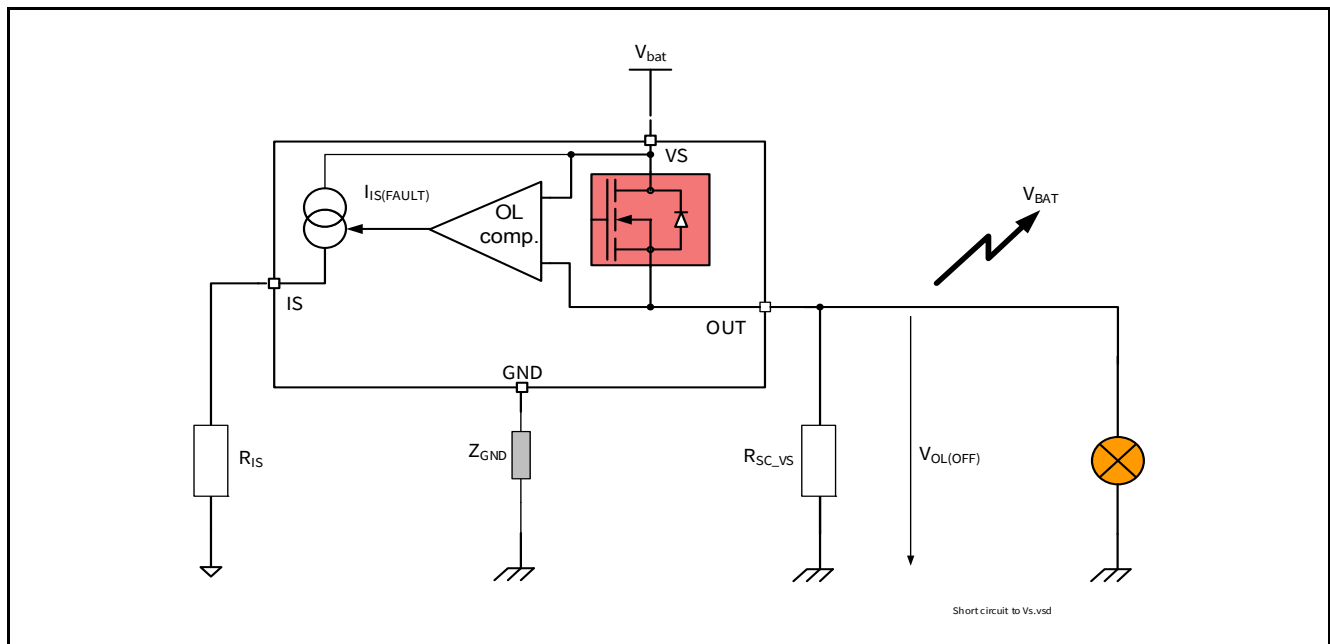 Vbat
VS
IIS(FAULT)
OL
comp.
VBAT
IS
OUT
GND
RIS
ZGND
RSC_VS
VOL(OFF)
Short circuit to Vs.vsd